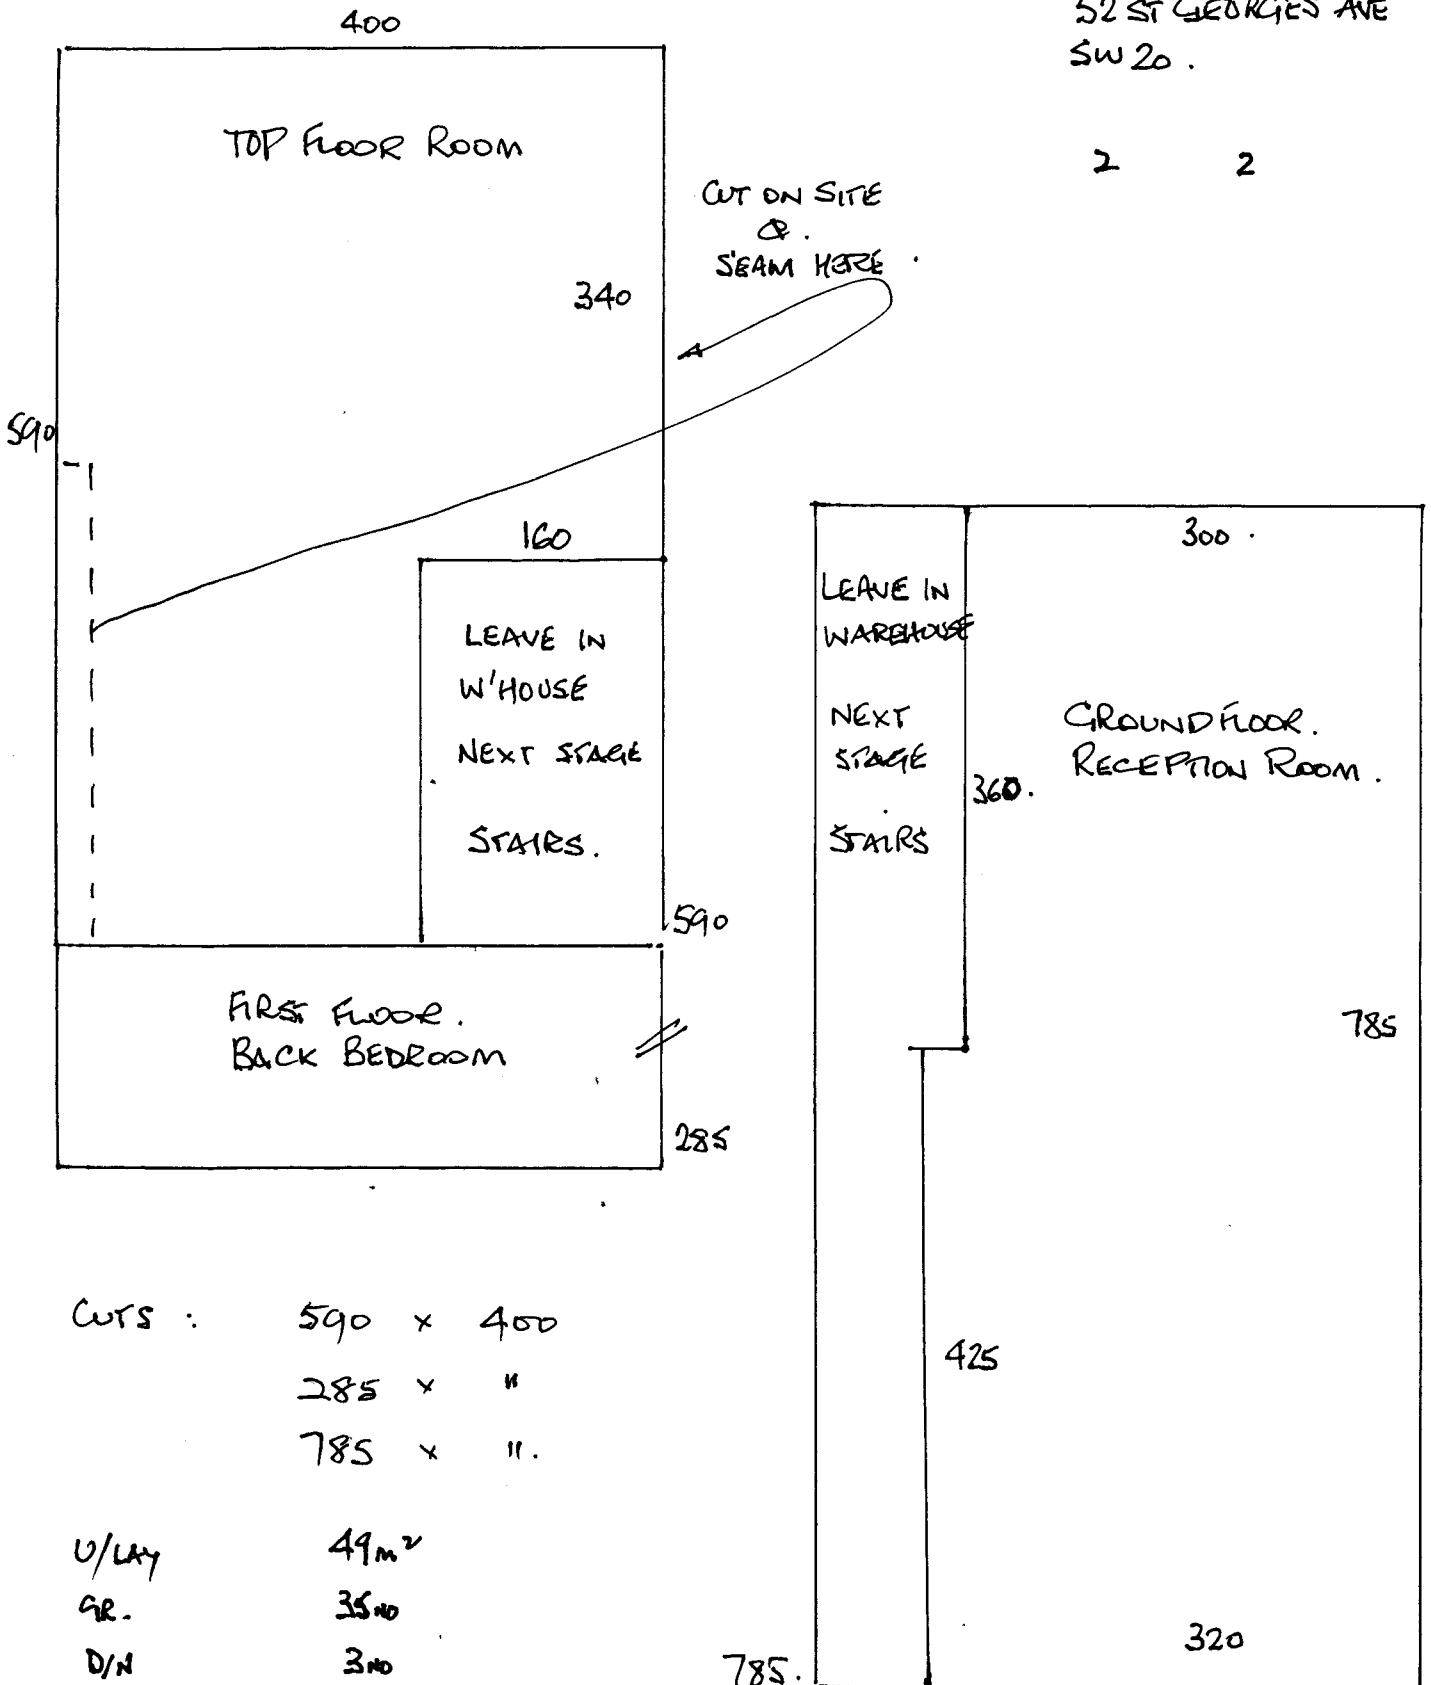 400
52 ST GEORGES AVE
SW 20.
TOP FLOOR ROOM
2 2
CUT ON SITE
&.
SEAM HERE.
340
590
160
300.
LEAVE IN
W'HOUSE
NEXT STAGE
STAIRS.
LEAVE IN
WAREHOUSE
NEXT
STAGE
STAIRS
360.
GROUND FLOOR.
RECEPTION ROOM.
590
FIRST FLOOR.
BACK BEDROOM
785
285
CUTS : 590 x 400
285 x "
785 x ".
425
U/LAY 49m²
GR. 35NO
D/N 3NO
320
785.